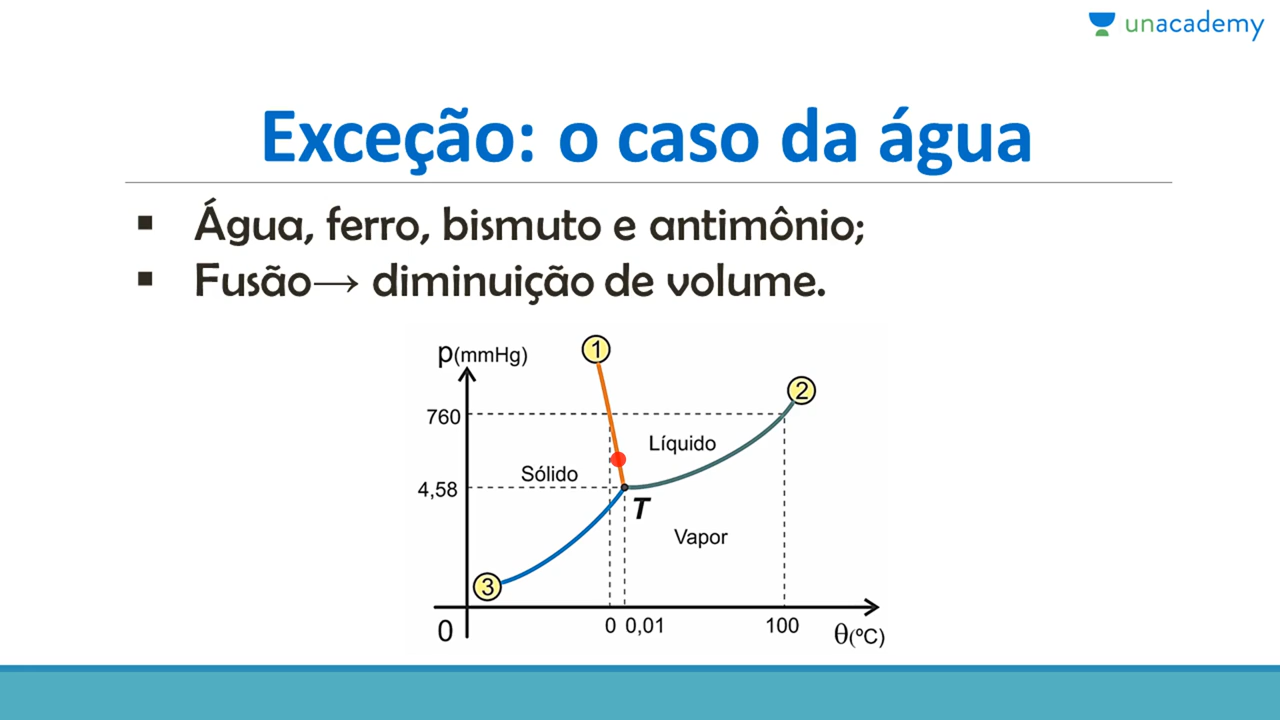 unacademy
Exceção: o caso da água
▪ Água, ferro, bismuto e antimônio;
▪ Fusão→ diminuição de volume.
p(mmHg)
1
2
760
Líquido
Sólido
4,58
T
Vapor
3
0
0 0,01
100
θ(ºC)